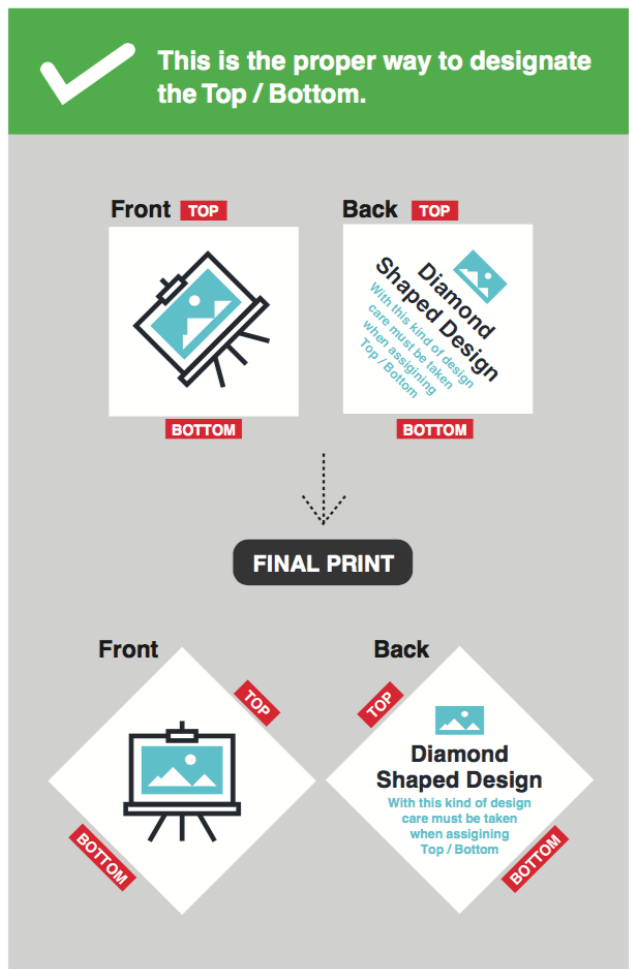 This is the proper way to designate
the Top / Bottom.
Front TOP
Back TOP
Diamond
Shaped Design
With this kind of design
care must be taken
when assigining
Top / Bottom
BOTTOM
BOTTOM
FINAL PRINT
Front
Back
TOP
TOP
Diamond
Shaped Design
With this kind of design
care must be taken
when assigining
Top / Bottom
BOTTOM
BOTTOM